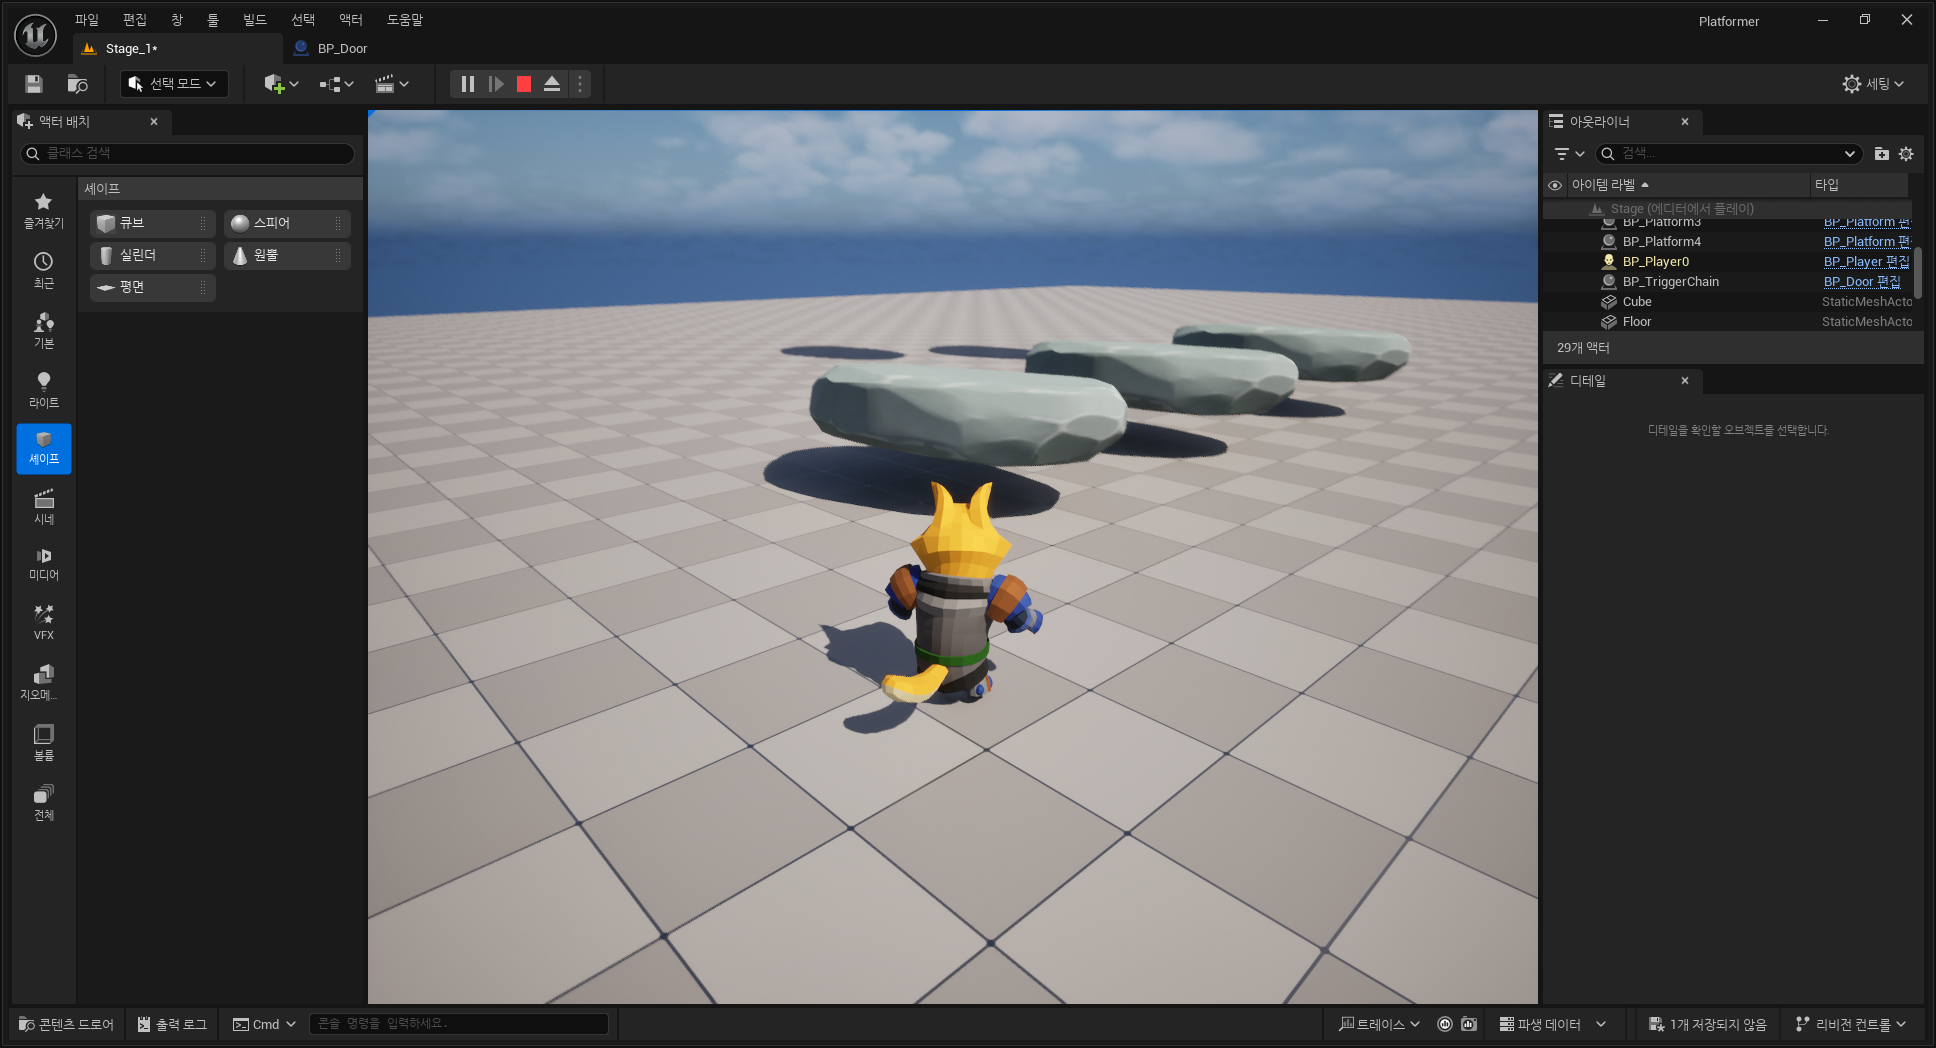 파일 편집 창 툴 빌드 선택 액터 도움말
Platformer
Stage_1*
BP_Door
선택 모드
세팅
액터 배치
클래스 검색
즐겨찾기
최근
기본
라이트
셰이프
시네
미디어
VFX
지오메...
볼륨
전체
셰이프
큐브
스피어
실린더
원뿔
평면
아웃라이너
검색...
아이템 라벨 타입
Stage (에디터에서 플레이)
BP_Platform3 BP_Platform 편
BP_Platform4 BP_Platform 편
BP_Player0 BP_Player 편집
BP_TriggerChain BP_Door 편집
Cube StaticMeshActo
Floor StaticMeshActo
29개 액터
디테일
디테일을 확인할 오브젝트를 선택합니다.
콘텐츠 드로어
출력 로그
Cmd
콘솔 명령을 입력하세요.
트레이스
파생 데이터
1개 저장되지 않음
리비전 컨트롤